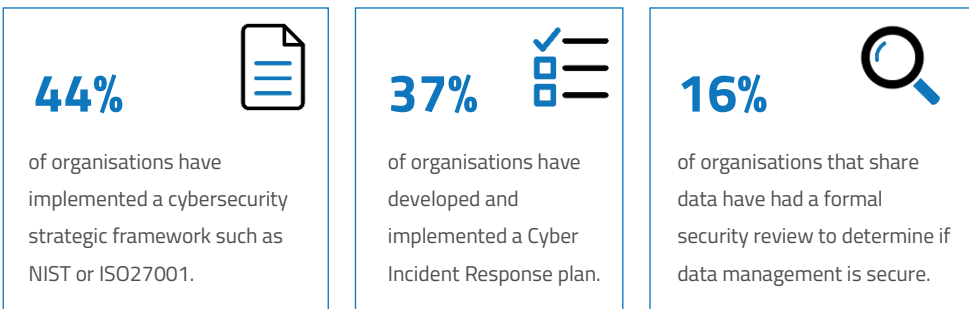 44%
of organisations have
implemented a cybersecurity
strategic framework such as
NIST or ISO27001.
37%
of organisations have
developed and
implemented a Cyber
Incident Response plan.
16%
of organisations that share
data have had a formal
security review to determine if
data management is secure.